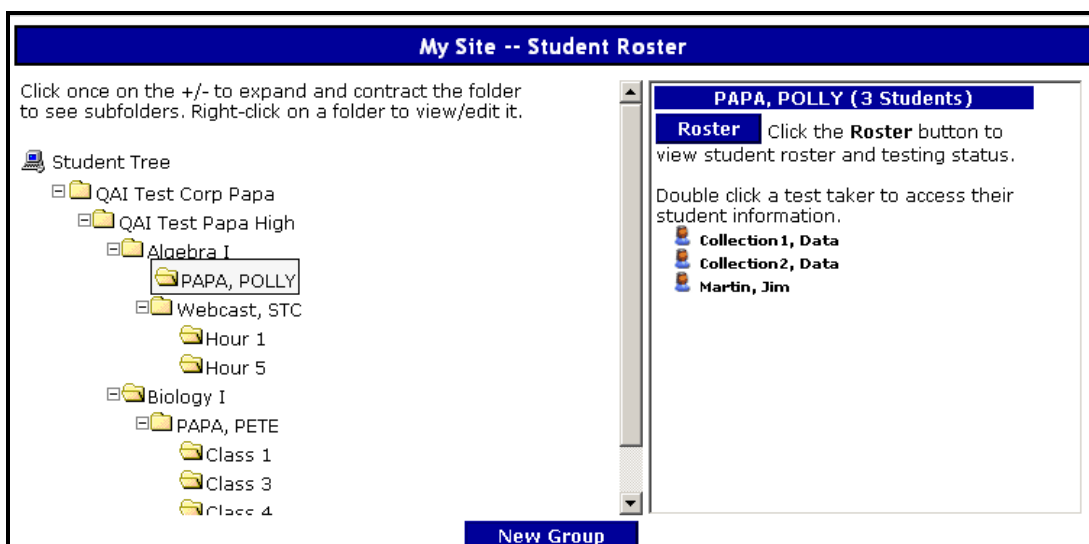 My Site -- Student Roster
Click once on the +/- to expand and contract the folder
to see subfolders. Right-click on a folder to view/edit it.
Student Tree
QAI Test Corp Papa
QAI Test Papa High
Algebra I
PAPA, POLLY
Webcast, STC
Hour 1
Hour 5
Biology I
PAPA, PETE
Class 1
Class 3
Class 4
PAPA, POLLY (3 Students)
Roster Click the Roster button to
view student roster and testing status.
Double click a test taker to access their
student information.
Collection1, Data
Collection2, Data
Martin, Jim
New Group